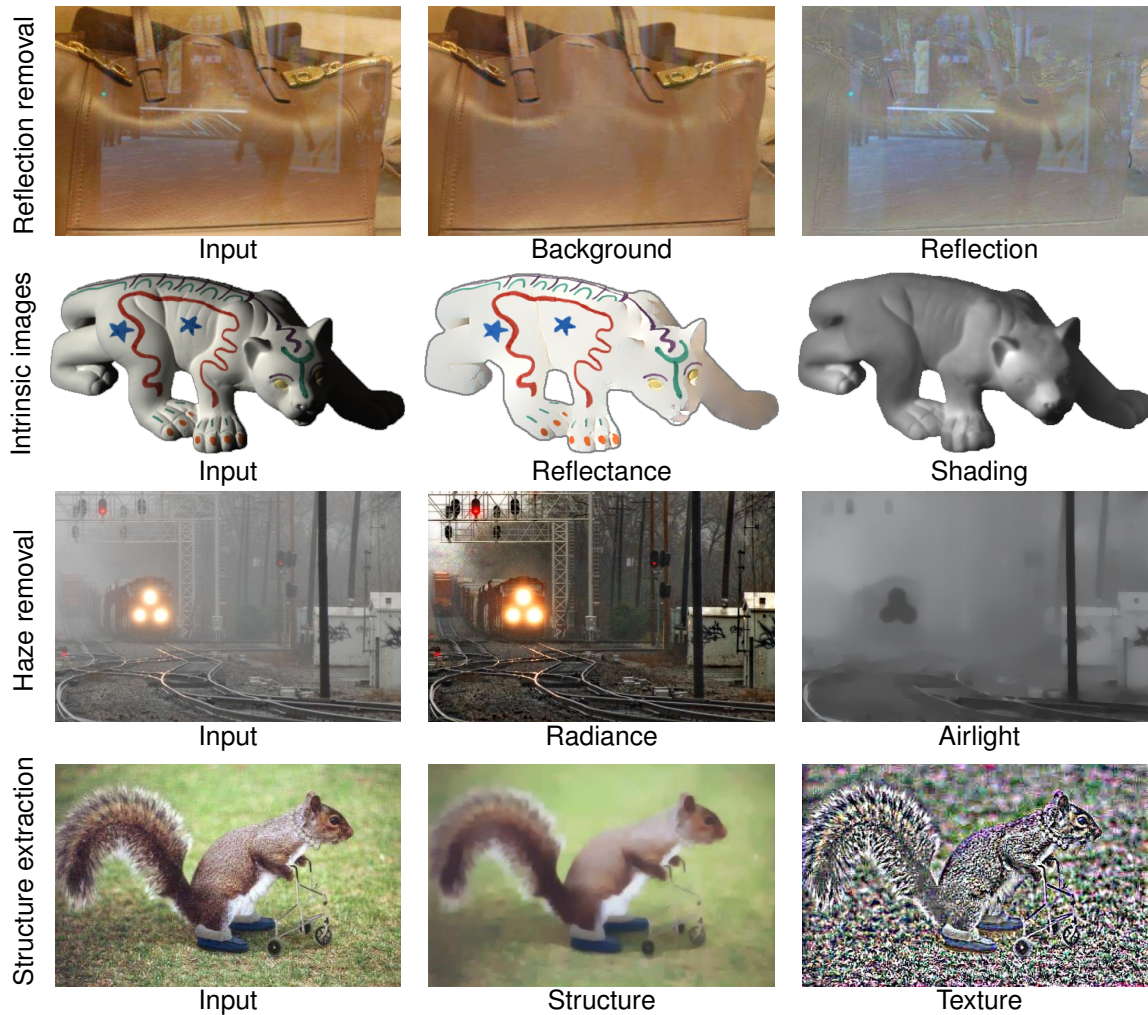 Reflection removal
Input
Background
Reflection
Intrinsic images
Input
Reflectance
Shading
Haze removal
Input
Radiance
Airlight
Structure extraction
Input
Structure
Texture